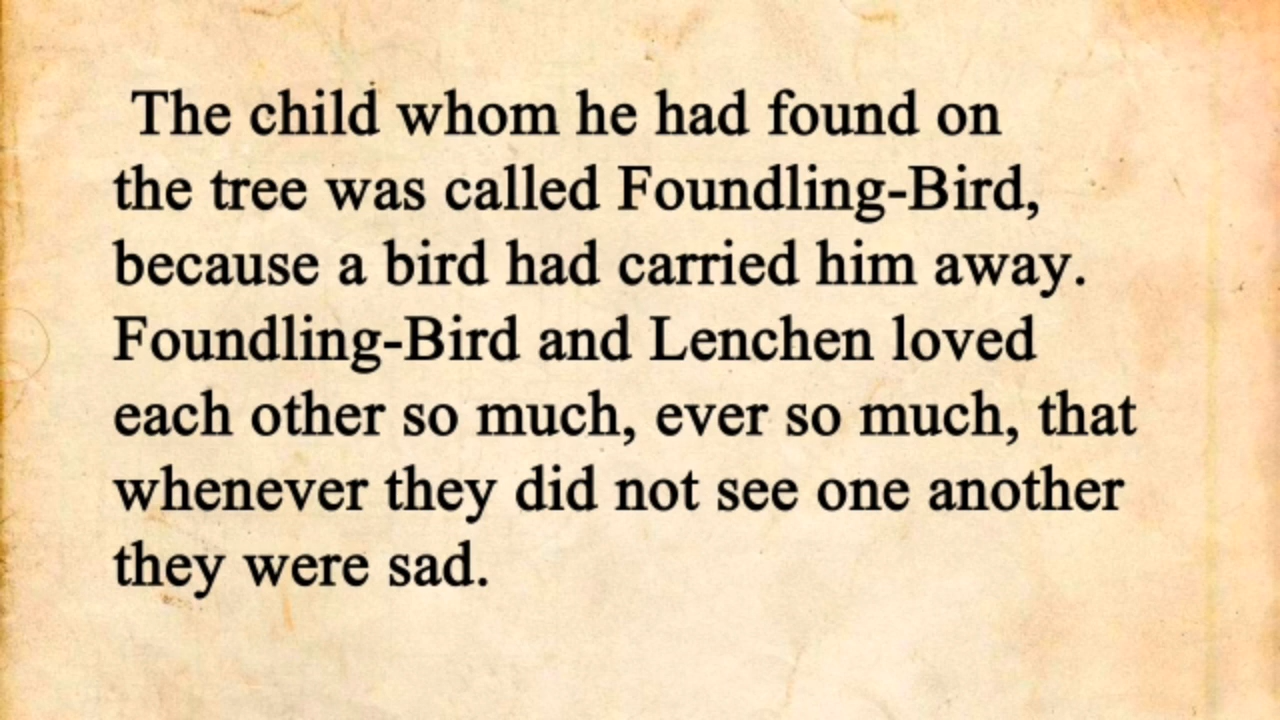 The child whom he had found on
the tree was called Foundling-Bird,
because a bird had carried him away.
Foundling-Bird and Lenchen loved
each other so much, ever so much, that
whenever they did not see one another
they were sad.